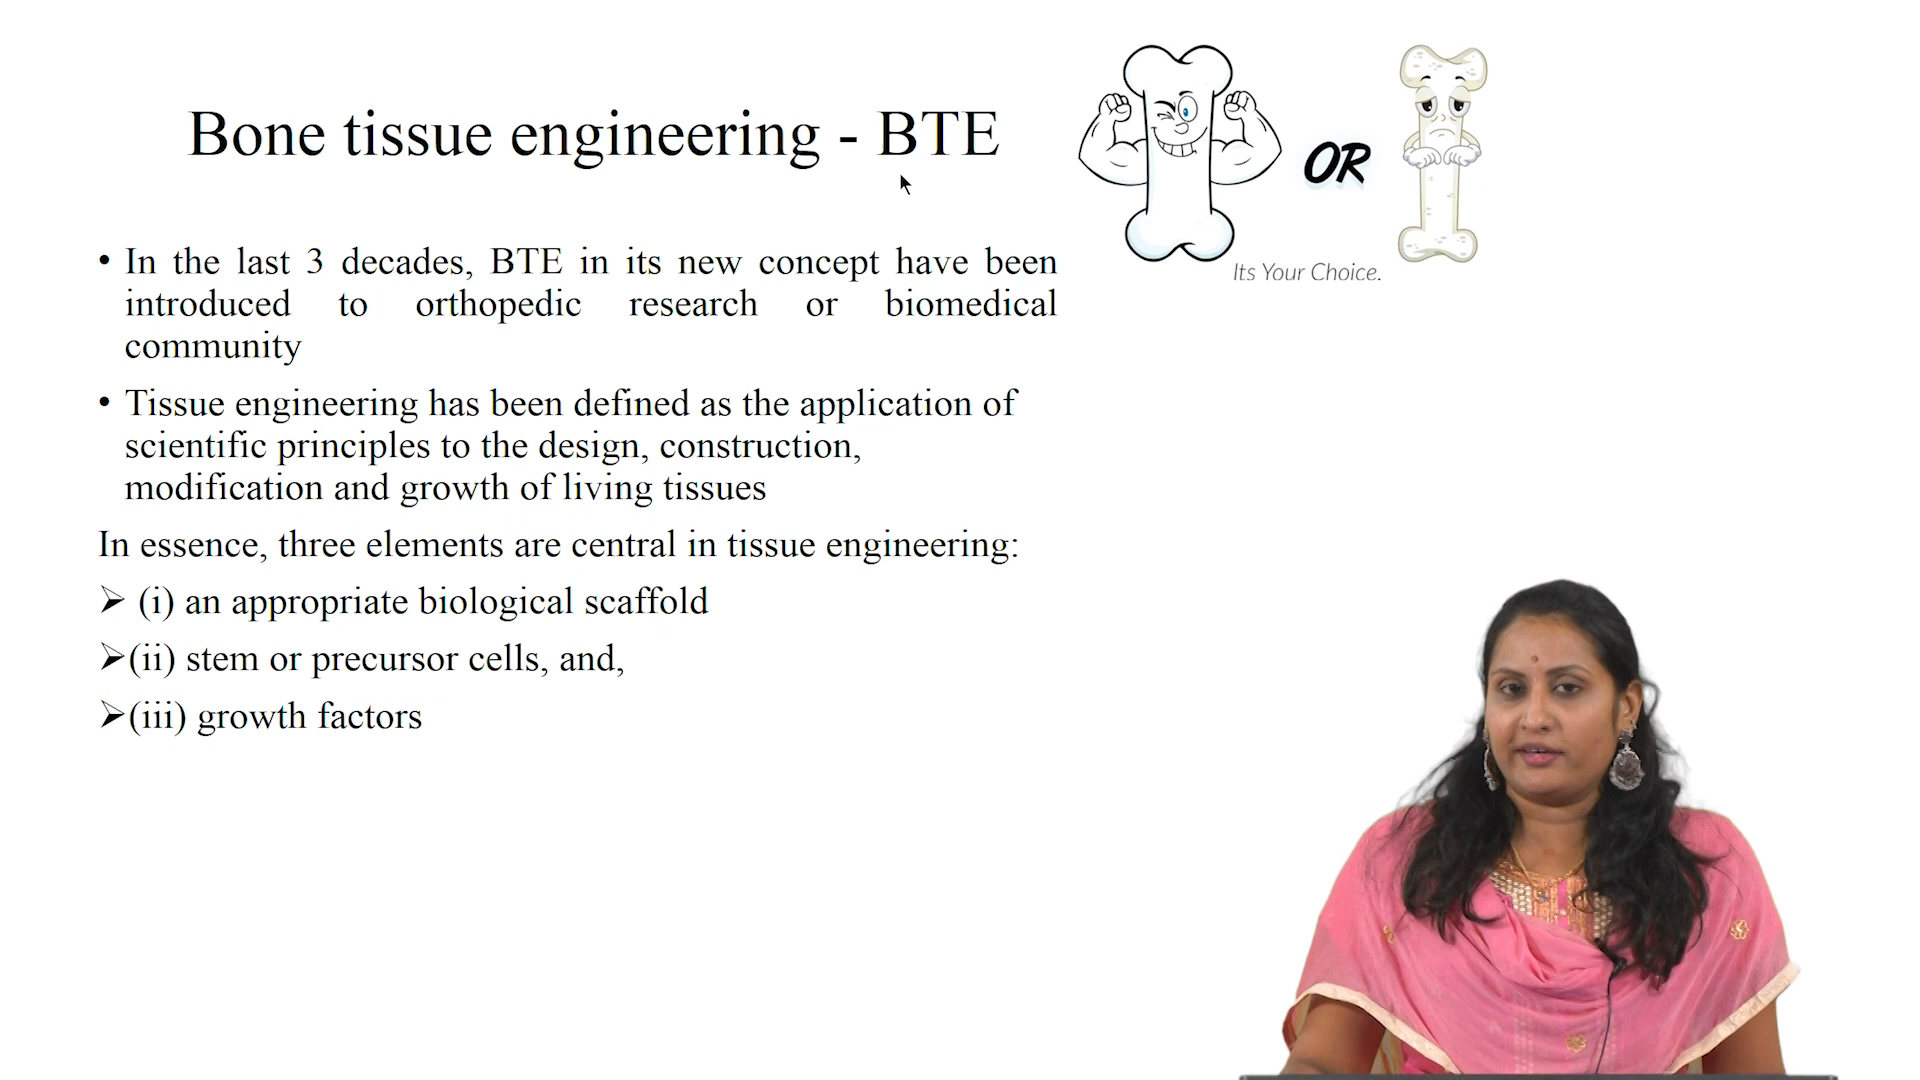 Bone tissue engineering - BTE
OR
Its Your Choice.
• In the last 3 decades, BTE in its new concept have been
introduced to orthopedic research or biomedical
community
• Tissue engineering has been defined as the application of
scientific principles to the design, construction,
modification and growth of living tissues
In essence, three elements are central in tissue engineering:
➢ (i) an appropriate biological scaffold
➢(ii) stem or precursor cells, and,
➢(iii) growth factors